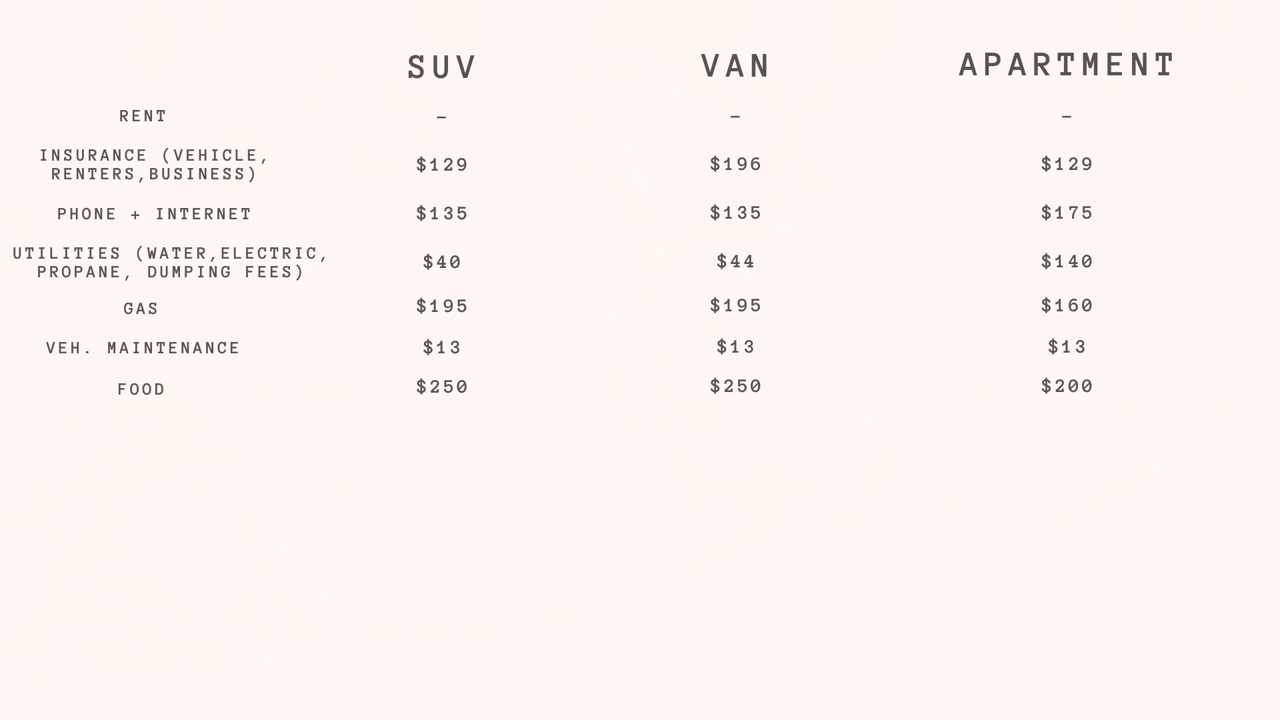 SUV VAN APARTMENT
RENT – – –
INSURANCE (VEHICLE,
RENTERS,BUSINESS) $129 $196 $129
PHONE + INTERNET $135 $135 $175
UTILITIES (WATER,ELECTRIC,
PROPANE, DUMPING FEES) $40 $44 $140
GAS $195 $195 $160
VEH. MAINTENANCE $13 $13 $13
FOOD $250 $250 $200